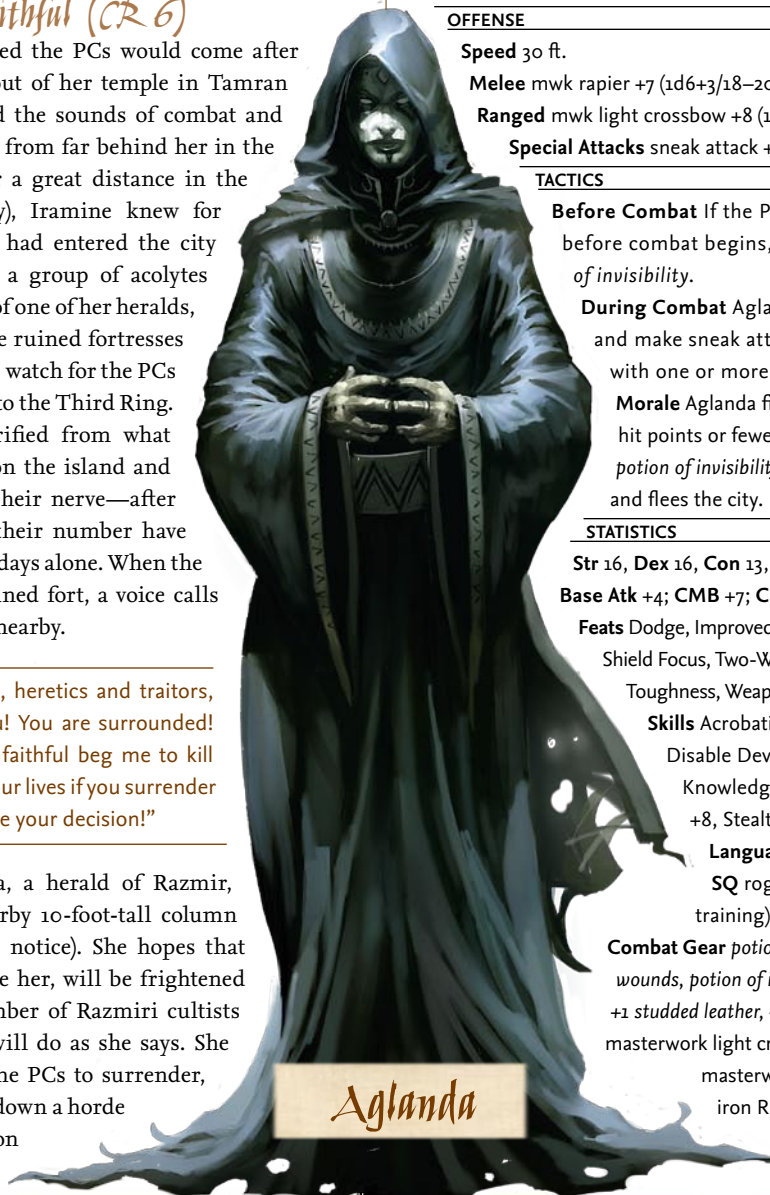 ithful (CR 6)
ed the PCs would come after
out of her temple in Tamran
d the sounds of combat and
from far behind her in the
r a great distance in the
y), Iramine knew for
had entered the city
a group of acolytes
of one of her heralds,
e ruined fortresses
watch for the PCs
to the Third Ring.
rified from what
on the island and
their nerve—after
their number have
days alone. When the
ined fort, a voice calls
nearby.
, heretics and traitors,
u! You are surrounded!
faithful beg me to kill
ur lives if you surrender
e your decision!”
a, a herald of Razmir,
rby 10-foot-tall column
notice). She hopes that
e her, will be frightened
mber of Razmiri cultists
will do as she says. She
he PCs to surrender,
down a horde
on
Aglanda
OFFENSE
Speed 30 ft.
Melee mwk rapier +7 (1d6+3/18–20
Ranged mwk light crossbow +8 (1
Special Attacks sneak attack +
TACTICS
Before Combat If the P
before combat begins,
of invisibility.
During Combat Agla
and make sneak att
with one or more
Morale Aglanda fl
hit points or fewe
potion of invisibility
and flees the city.
STATISTICS
Str 16, Dex 16, Con 13,
Base Atk +4; CMB +7; C
Feats Dodge, Improved
Shield Focus, Two-W
Toughness, Weap
Skills Acrobati
Disable Dev
Knowledg
+8, Stealt
Langua
SQ rog
training)
Combat Gear potio
wounds, potion of i
+1 studded leather,
masterwork light cr
masterw
iron R